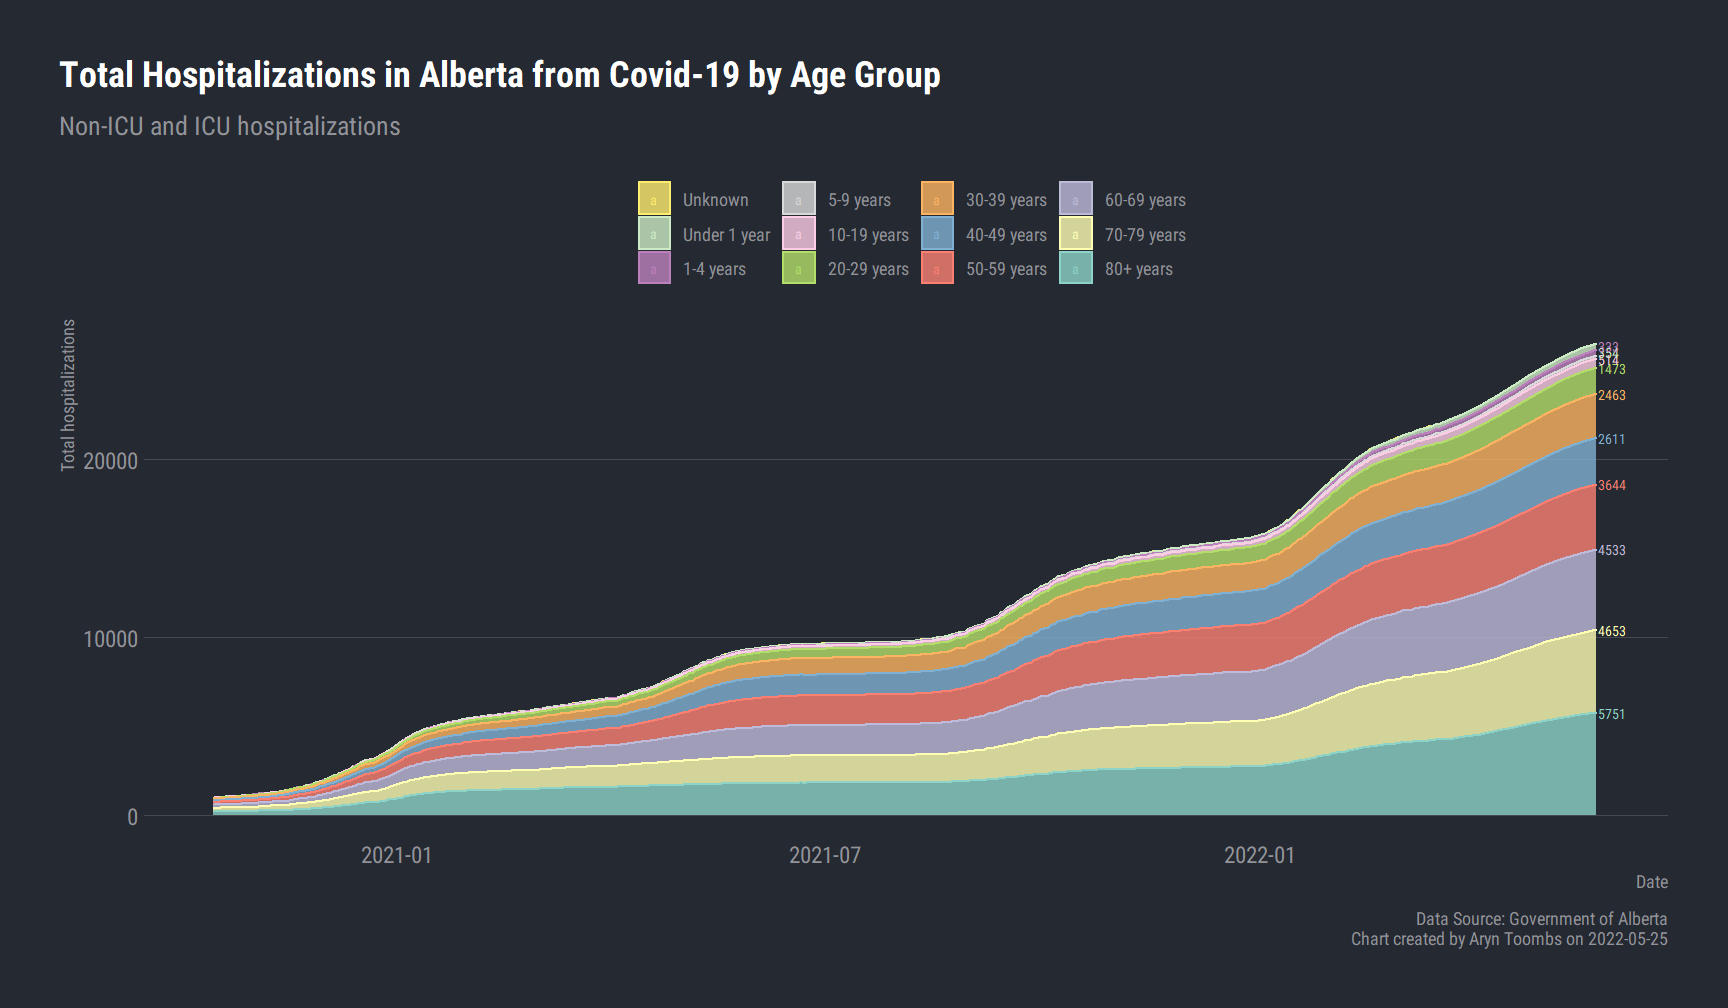 Total Hospitalizations in Alberta from Covid-19 by Age Group
Non-ICU and ICU hospitalizations
a Unknown a 5-9 years a 30-39 years a 60-69 years
a Under 1 year a 10-19 years a 40-49 years a 70-79 years
a 1-4 years a 20-29 years a 50-59 years a 80+ years
Total hospitalizations
20000
10000
0
1473
2463
2611
3644
4533
4653
5751
2021-01 2021-07 2022-01
Date
Data Source: Government of Alberta
Chart created by Aryn Toombs on 2022-05-25